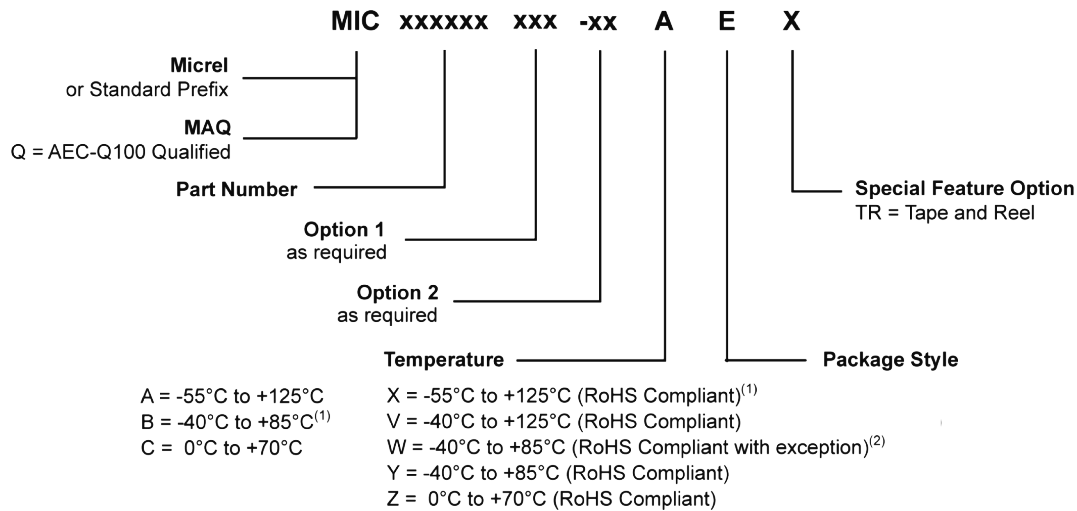 MIC xxxxxx xxx -xx A E X
Micrel
or Standard Prefix
MAQ
Q = AEC-Q100 Qualified
Part Number
Special Feature Option
TR = Tape and Reel
Option 1
as required
Option 2
as required
Temperature
Package Style
A = -55°C to +125°C
B = -40°C to +85°C(1)
C = 0°C to +70°C
X = -55°C to +125°C (RoHS Compliant)(1)
V = -40°C to +125°C (RoHS Compliant)
W = -40°C to +85°C (RoHS Compliant with exception)(2)
Y = -40°C to +85°C (RoHS Compliant)
Z = 0°C to +70°C (RoHS Compliant)